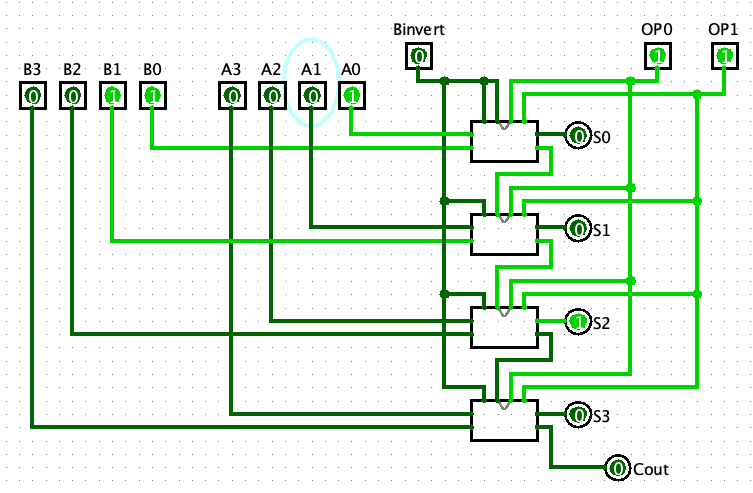 Binvert OP0 OP1
0 1 1
B3 B2 B1 B0 A3 A2 A1 A0
0 0 1 1 0 0 0 1
0 S0
0 S1
1 S2
0 S3
0 Cout